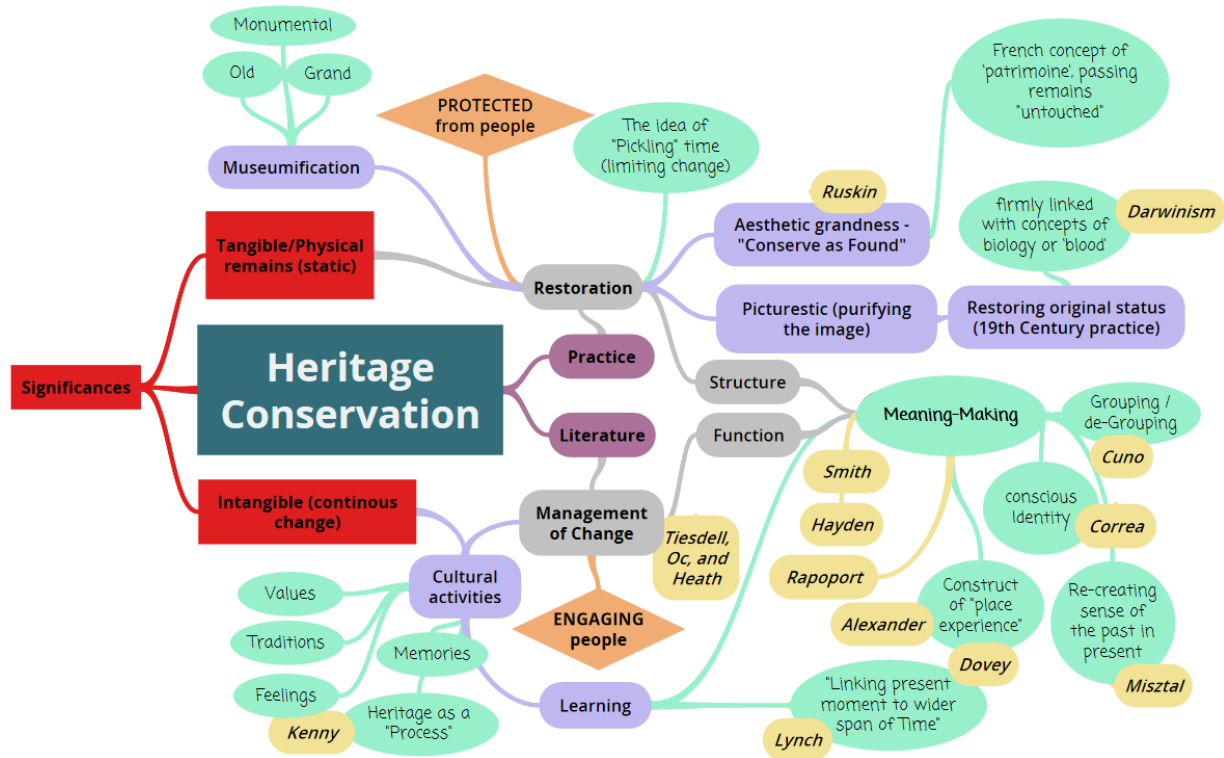 Monumental
Old
Grand
Museumification
PROTECTED
from people
The idea of
"Pickling" time
(limiting change)
French concept of
'patrimoine', passing
remains
"untouched"
Ruskin
Aesthetic grandness -
"Conserve as Found"
firmly linked
with concepts of
biology or 'blood'
Darwinism
Tangible/Physical
remains (static)
Restoration
Picturestic (purifying
the image)
Restoring original status
(19th Century practice)
Significances
Heritage
Conservation
Practice
Literature
Structure
Function
Meaning-Making
Grouping /
de-Grouping
Cuno
Smith
Hayden
conscious
Identity
Correa
Intangible (continous
change)
Management
of Change
Tiesdell,
Oc, and
Heath
Rapoport
Cultural
activities
Values
Traditions
Feelings
Kenny
Memories
Heritage as a
"Process"
ENGAGING
people
Learning
Alexander
Construct
of "place
experience"
Dovey
Re-creating
sense of
the past in
present
Misztal
"Linking present
moment to wider
span of Time"
Lynch